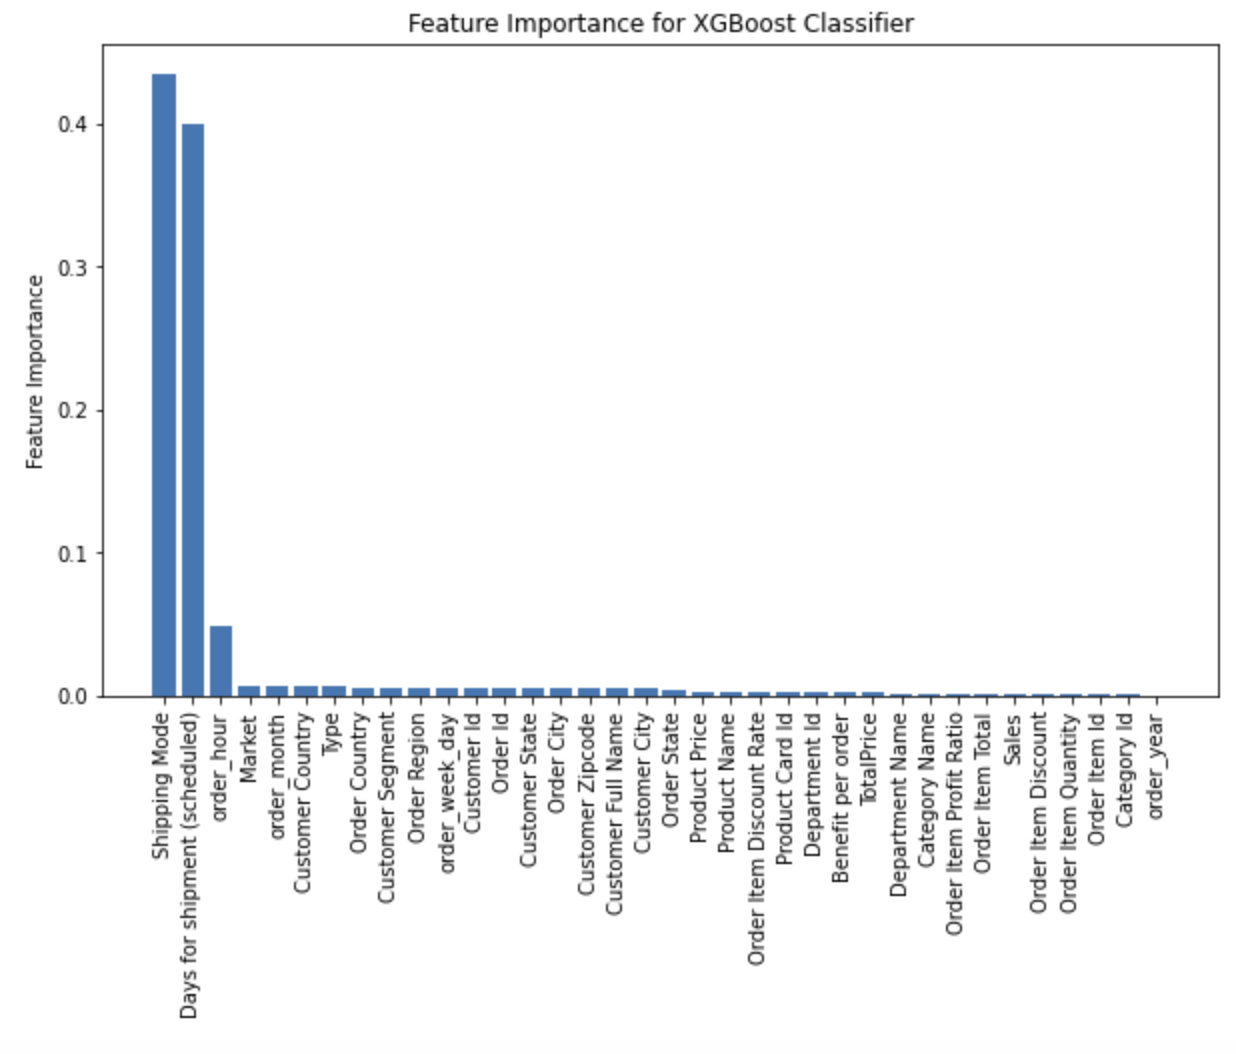 Feature Importance for XGBoost Classifier
Feature Importance
0.4
0.3
0.2
0.1
0.0
Shipping Mode
Days for shipment (scheduled)
order_hour
Market
order_month
Customer Country
Type
Order Country
Customer Segment
Order Region
order_week_day
Customer Id
Order Id
Customer State
Order City
Customer Zipcode
Customer Full Name
Customer City
Order State
Product Price
Product Name
Order Item Discount Rate
Product Card Id
Department Id
Benefit per order
TotalPrice
Department Name
Category Name
Order Item Profit Ratio
Order Item Total
Sales
Order Item Discount
Order Item Quantity
Order Item Id
Category Id
order_year